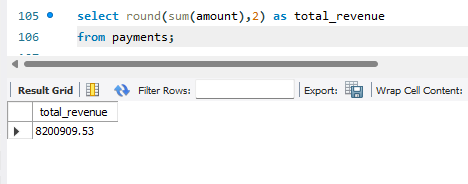 105
select round(sum(amount),2) as total_revenue
106
from payments;
107
Result Grid
Filter Rows:
Export:
Wrap Cell Content:
total_revenue
8200909.53